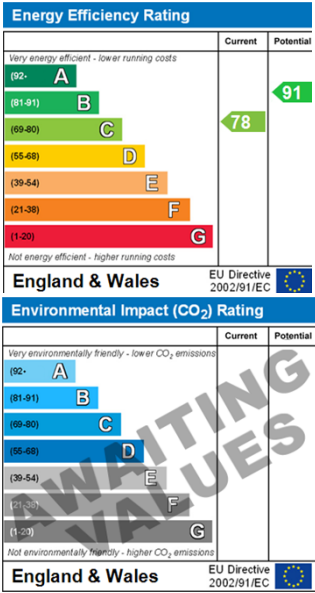 Energy Efficiency Rating
Current Potential
Very energy efficient - lower running costs
(92+ A
(81-91) B
(69-80) C
(55-68) D
(39-54) E
(21-38) F
(1-20) G
78
91
Not energy efficient - higher running costs
England & Wales
EU Directive
2002/91/EC
Environmental Impact (CO₂) Rating
Current Potential
Very environmentally friendly - lower CO₂ emissions
(92+ A
(81-91) B
(69-80) C
(55-68) D
(39-54) E
(21-38) F
(1-20) G
AWAITING
VALUES
Not environmentally friendly - higher CO₂ emissions
England & Wales
EU Directive
2002/91/EC